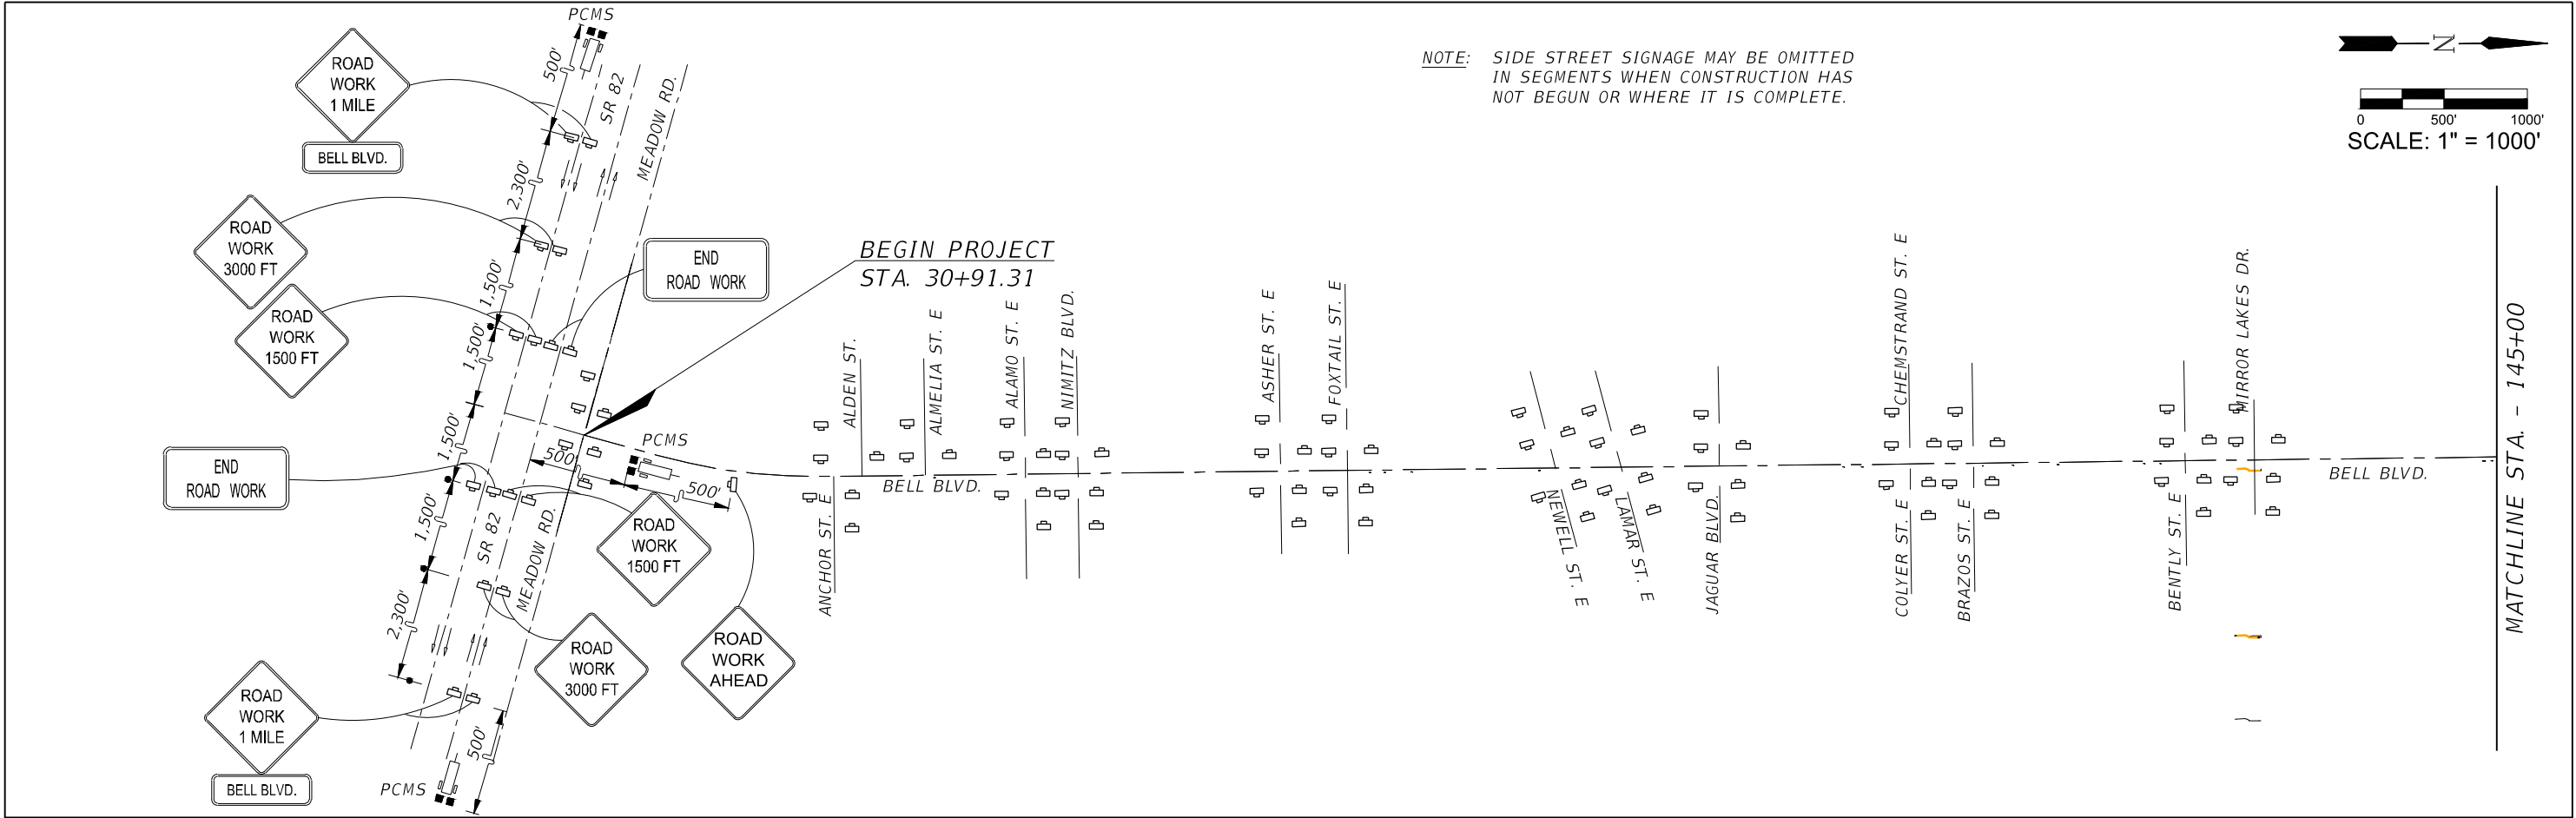 PCMS
500'
SR 82
MEADOW RD.
ROAD
WORK
1 MILE
BELL BLVD.
2,300'
ROAD
WORK
3000 FT
1,500'
ROAD
WORK
1500 FT
1,500'
END
ROAD WORK
BEGIN PROJECT
STA. 30+91.31
NOTE: SIDE STREET SIGNAGE MAY BE OMITTED
IN SEGMENTS WHEN CONSTRUCTION HAS
NOT BEGUN OR WHERE IT IS COMPLETE.
N
0 500' 1000'
SCALE: 1" = 1000'
1,500'
END
ROAD WORK
1,500'
SR 82
MEADOW RD.
2,300'
ROAD
WORK
1 MILE
BELL BLVD.
PCMS
500'
PCMS
500'
500'
ROAD
WORK
1500 FT
ROAD
WORK
3000 FT
ROAD
WORK
AHEAD
ANCHOR ST. E
ALDEN ST.
ALMELIA ST. E
BELL BLVD.
ALAMO ST. E
NIMITZ BLVD.
ASHER ST. E
FOXTAIL ST. E
NEWELL ST. E
LAMAR ST. E
JAGUAR BLVD.
CHEMSTRAND ST. E
COLYER ST. E
BRAZOS ST. E
BENTLY ST. E
MIRROR LAKES DR.
BELL BLVD.
MATCHLINE STA. - 145+00